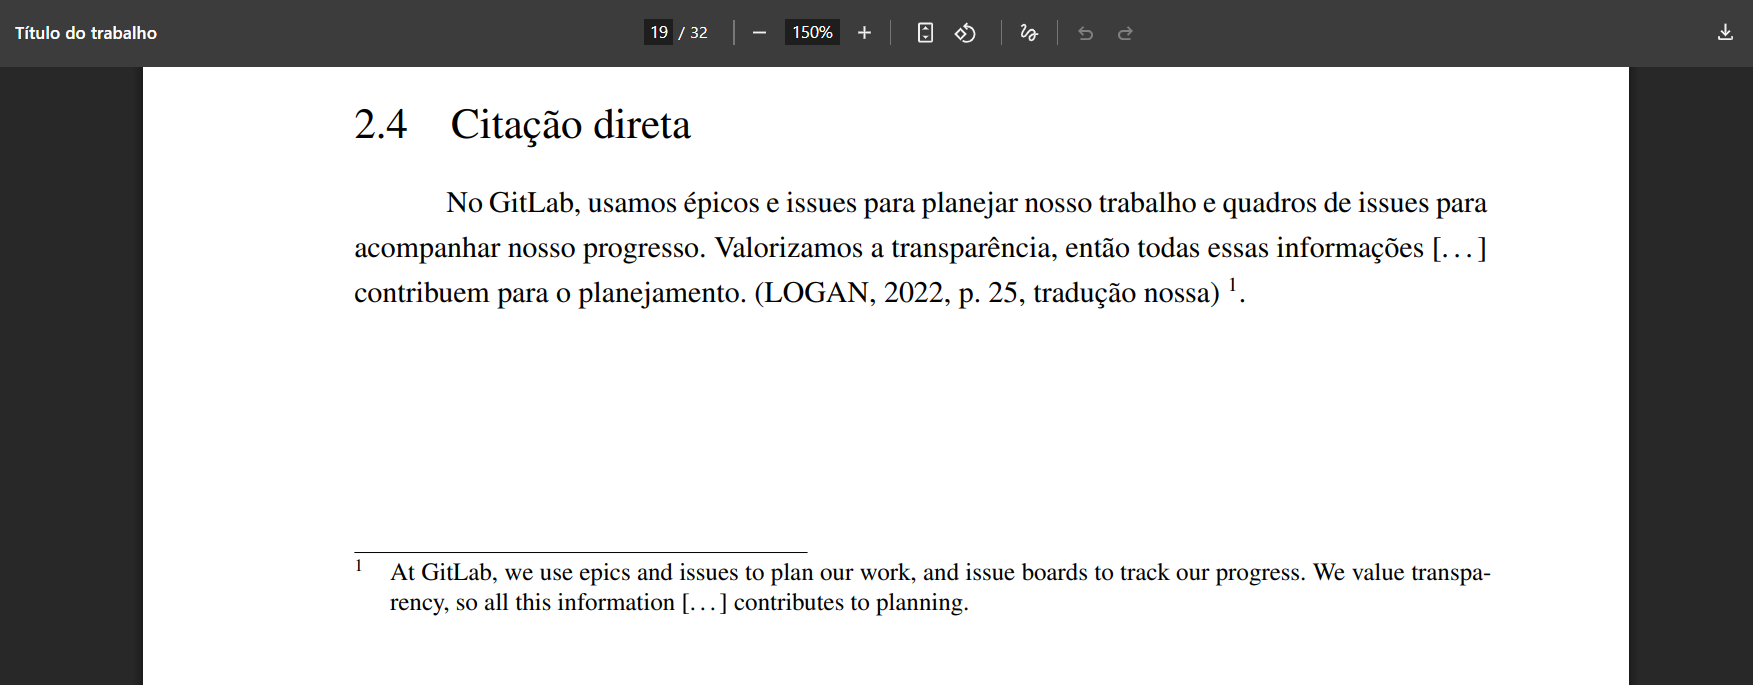 Título do trabalho
19 / 32
150%
2.4 Citação direta
No GitLab, usamos épicos e issues para planejar nosso trabalho e quadros de issues para
acompanhar nosso progresso. Valorizamos a transparência, então todas essas informações [...]
contribuem para o planejamento. (LOGAN, 2022, p. 25, tradução nossa) 1.
1 At GitLab, we use epics and issues to plan our work, and issue boards to track our progress. We value transpa-
rency, so all this information [...] contributes to planning.